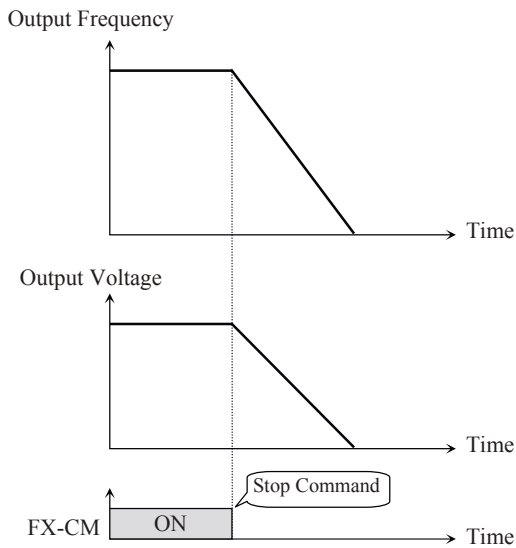 Output Frequency
Time
Output Voltage
Time
Stop Command
FX-CM
ON
Time